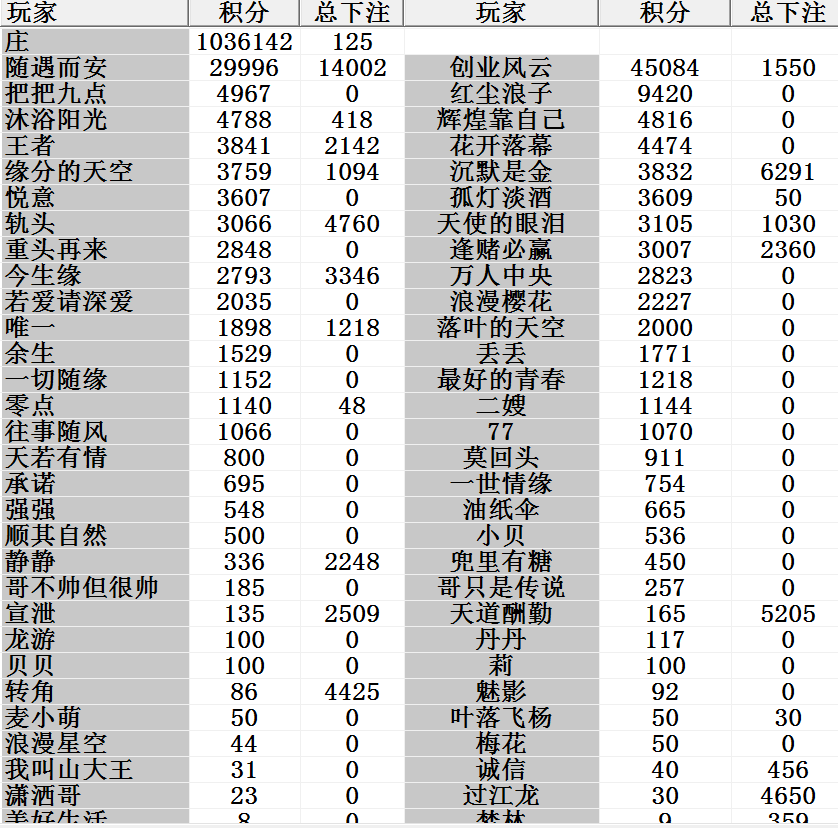 玩家 积分 总下注 玩家 积分 总下注
庄 1036142 125
随遇而安 29996 14002 创业风云 45084 1550
把把九点 4967 0 红尘浪子 9420 0
沐浴阳光 4788 418 辉煌靠自己 4816 0
王者 3841 2142 花开落幕 4474 0
缘分的天空 3759 1094 沉默是金 3832 6291
悦意 3607 0 孤灯淡酒 3609 50
轨头 3066 4760 天使的眼泪 3105 1030
重头再来 2848 0 逢赌必赢 3007 2360
今生缘 2793 3346 万人中央 2823 0
若爱请深爱 2035 0 浪漫樱花 2227 0
唯一 1898 1218 落叶的天空 2000 0
余生 1529 0 丢丢 1771 0
一切随缘 1152 0 最好的青春 1218 0
零点 1140 48 二嫂 1144 0
往事随风 1066 0 77 1070 0
天若有情 800 0 莫回头 911 0
承诺 695 0 一世情缘 754 0
强强 548 0 油纸伞 665 0
顺其自然 500 0 小贝 536 0
静静 336 2248 兜里有糖 450 0
哥不帅但很帅 185 0 哥只是传说 257 0
宣泄 135 2509 天道酬勤 165 5205
龙游 100 0 丹丹 117 0
贝贝 100 0 莉 100 0
转角 86 4425 魅影 92 0
麦小萌 50 0 叶落飞杨 50 30
浪漫星空 44 0 梅花 50 0
我叫山大王 31 0 诚信 40 456
潇洒哥 23 0 过江龙 30 4650
美好生活 8 0 梦林 9 359